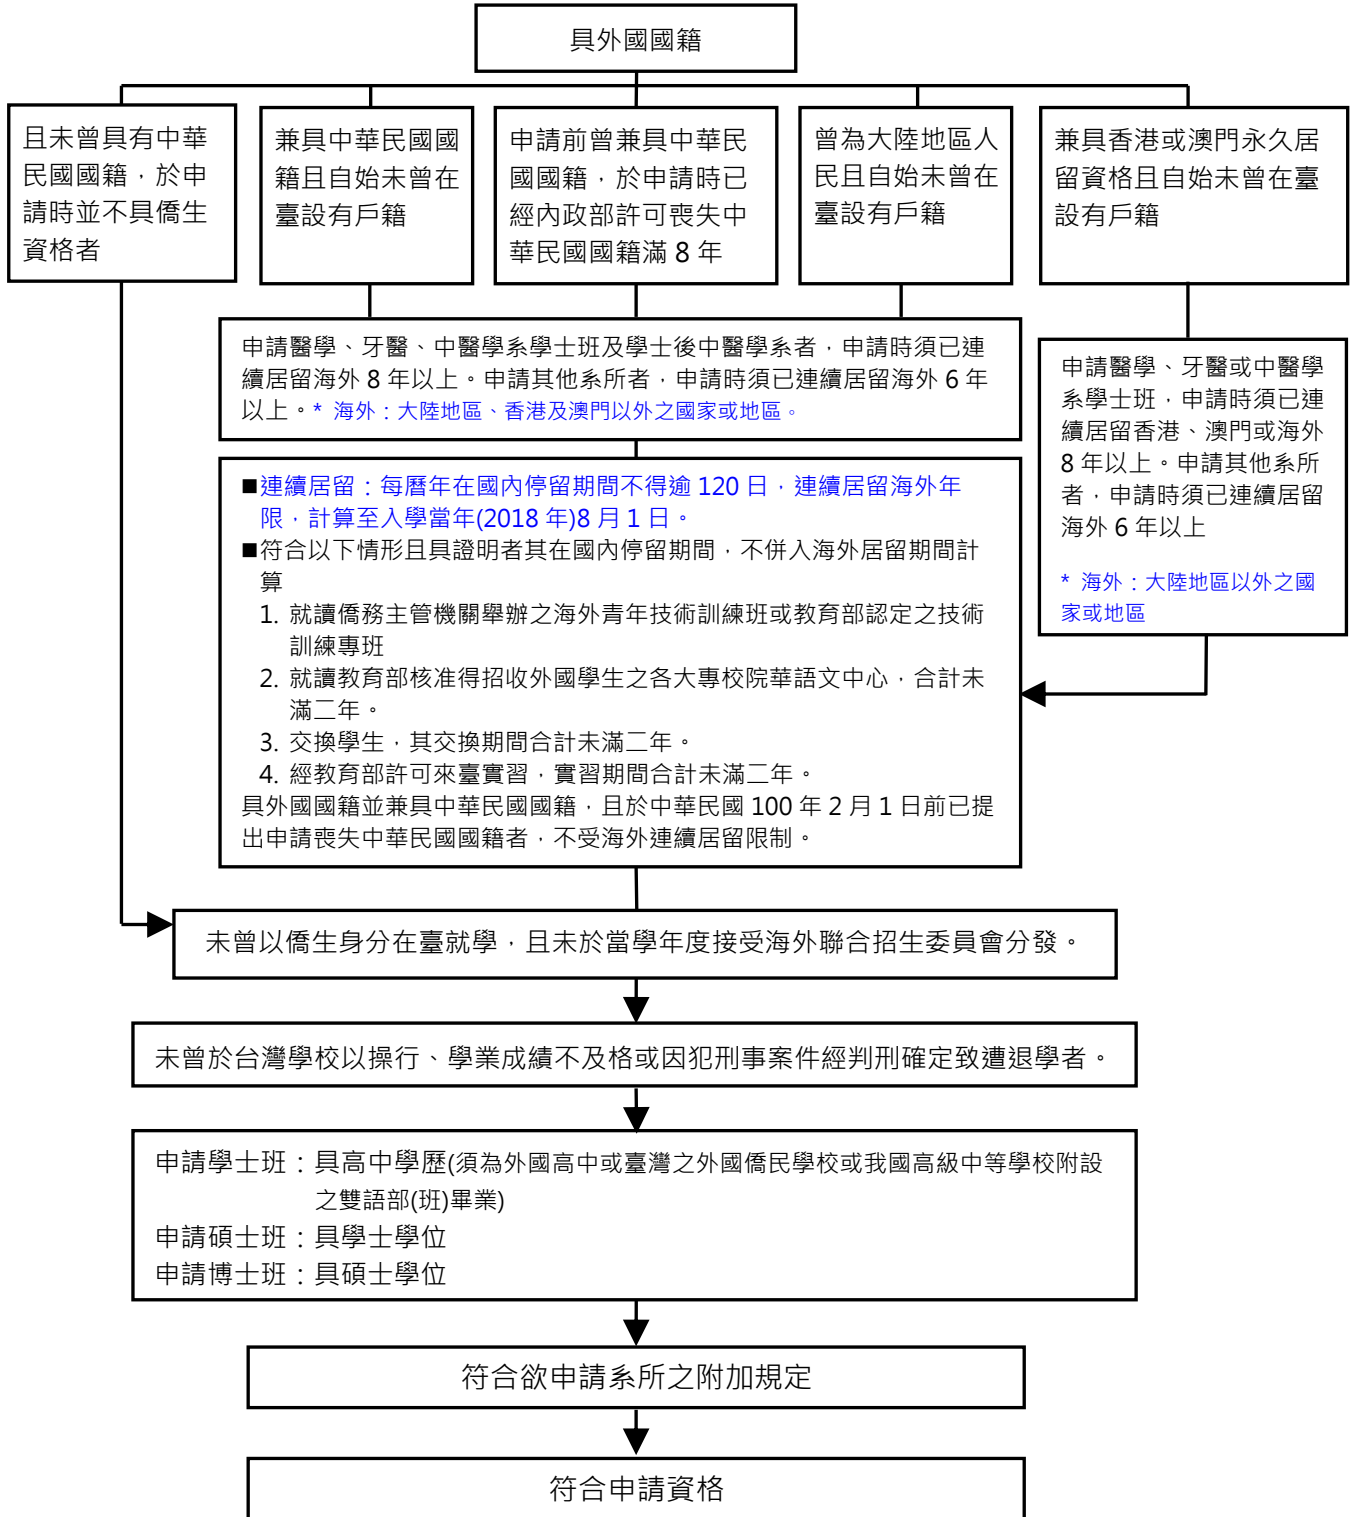 具外國國籍
且未曾具有中華
民國國籍，於申
請時並不具僑生
資格者
兼具中華民國國
籍且自始未曾在
臺設有戶籍
申請前曾兼具中華民
國國籍，於申請時已
經內政部許可喪失中
華民國國籍滿 8 年
曾為大陸地區人
民且自始未曾在
臺設有戶籍
兼具香港或澳門永久居
留資格且自始未曾在臺
設有戶籍
申請醫學、牙醫、中醫學系學士班及學士後中醫學系者，申請時須已連
續居留海外 8 年以上。申請其他系所者，申請時須已連續居留海外 6 年
以上。* 海外：大陸地區、香港及澳門以外之國家或地區。
申請醫學、牙醫或中醫學
系學士班，申請時須已連
續居留香港、澳門或海外
8 年以上。申請其他系所
者，申請時須已連續居留
海外 6 年以上
* 海外：大陸地區以外之國
家或地區
■連續居留：每曆年在國內停留期間不得逾 120 日，連續居留海外年
限，計算至入學當年(2018 年)8 月 1 日。
■符合以下情形且具證明者其在國內停留期間，不併入海外居留期間計
算
1. 就讀僑務主管機關舉辦之海外青年技術訓練班或教育部認定之技術
訓練專班
2. 就讀教育部核准得招收外國學生之各大專校院華語文中心，合計未
滿二年。
3. 交換學生，其交換期間合計未滿二年。
4. 經教育部許可來臺實習，實習期間合計未滿二年。
具外國國籍並兼具中華民國國籍，且於中華民國 100 年 2 月 1 日前已提
出申請喪失中華民國國籍者，不受海外連續居留限制。
未曾以僑生身分在臺就學，且未於當學年度接受海外聯合招生委員會分發。
未曾於台灣學校以操行、學業成績不及格或因犯刑事案件經判刑確定致遭退學者。
申請學士班：具高中學歷(須為外國高中或臺灣之外國僑民學校或我國高級中等學校附設
之雙語部(班)畢業)
申請碩士班：具學士學位
申請博士班：具碩士學位
符合欲申請系所之附加規定
符合申請資格